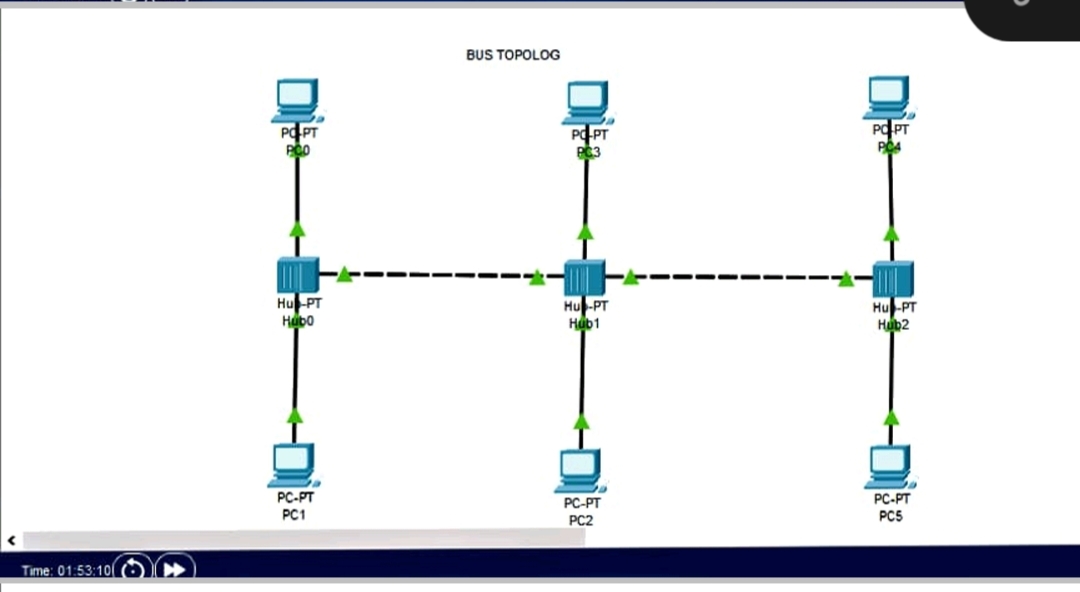 BUS TOPOLOG
PC-PT
PC0
PC-PT
PC3
PC-PT
PC4
Hub-PT
Hub0
Hub-PT
Hub1
Hub-PT
Hub2
PC-PT
PC1
PC-PT
PC2
PC-PT
PC5
Time: 01:53:10